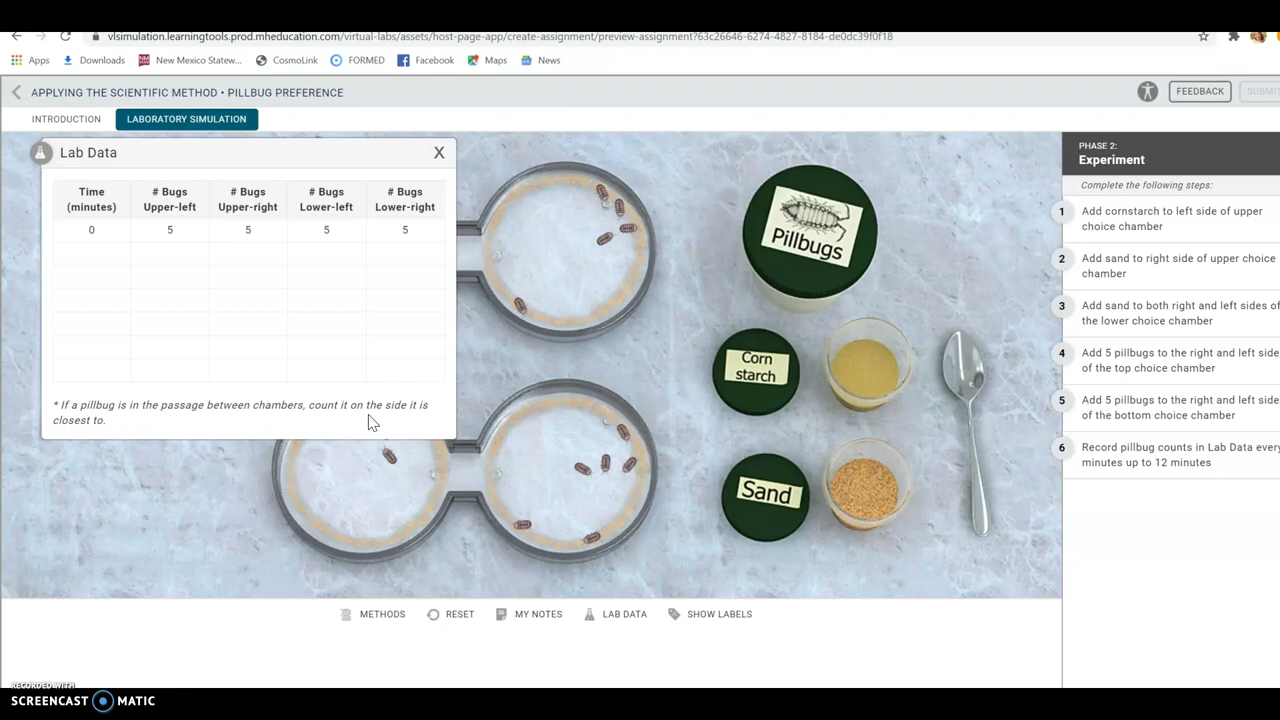 vlsimulation.learningtools.prod.mheducation.com/virtual-labs/assets/host-page-app/create-assignment/preview-assignment?63c26646-6274-4827-8184-de0dc39f0f18
Apps Downloads New Mexico Statew... CosmoLink FORMED Facebook Maps News
APPLYING THE SCIENTIFIC METHOD • PILLBUG PREFERENCE
FEEDBACK
SUBMI
INTRODUCTION
LABORATORY SIMULATION
Lab Data
X
Time (minutes) # Bugs Upper-left # Bugs Upper-right # Bugs Lower-left # Bugs Lower-right
0 5 5 5 5
* If a pillbug is in the passage between chambers, count it on the side it is
closest to.
Pillbugs
Corn
starch
Sand
PHASE 2:
Experiment
Complete the following steps:
1 Add cornstarch to left side of upper
choice chamber
2 Add sand to right side of upper choice
chamber
3 Add sand to both right and left sides of
the lower choice chamber
4 Add 5 pillbugs to the right and left side
of the top choice chamber
5 Add 5 pillbugs to the right and left side
of the bottom choice chamber
6 Record pillbug counts in Lab Data every
minutes up to 12 minutes
METHODS RESET MY NOTES LAB DATA SHOW LABELS
RECORDED WITH
SCREENCAST MATIC